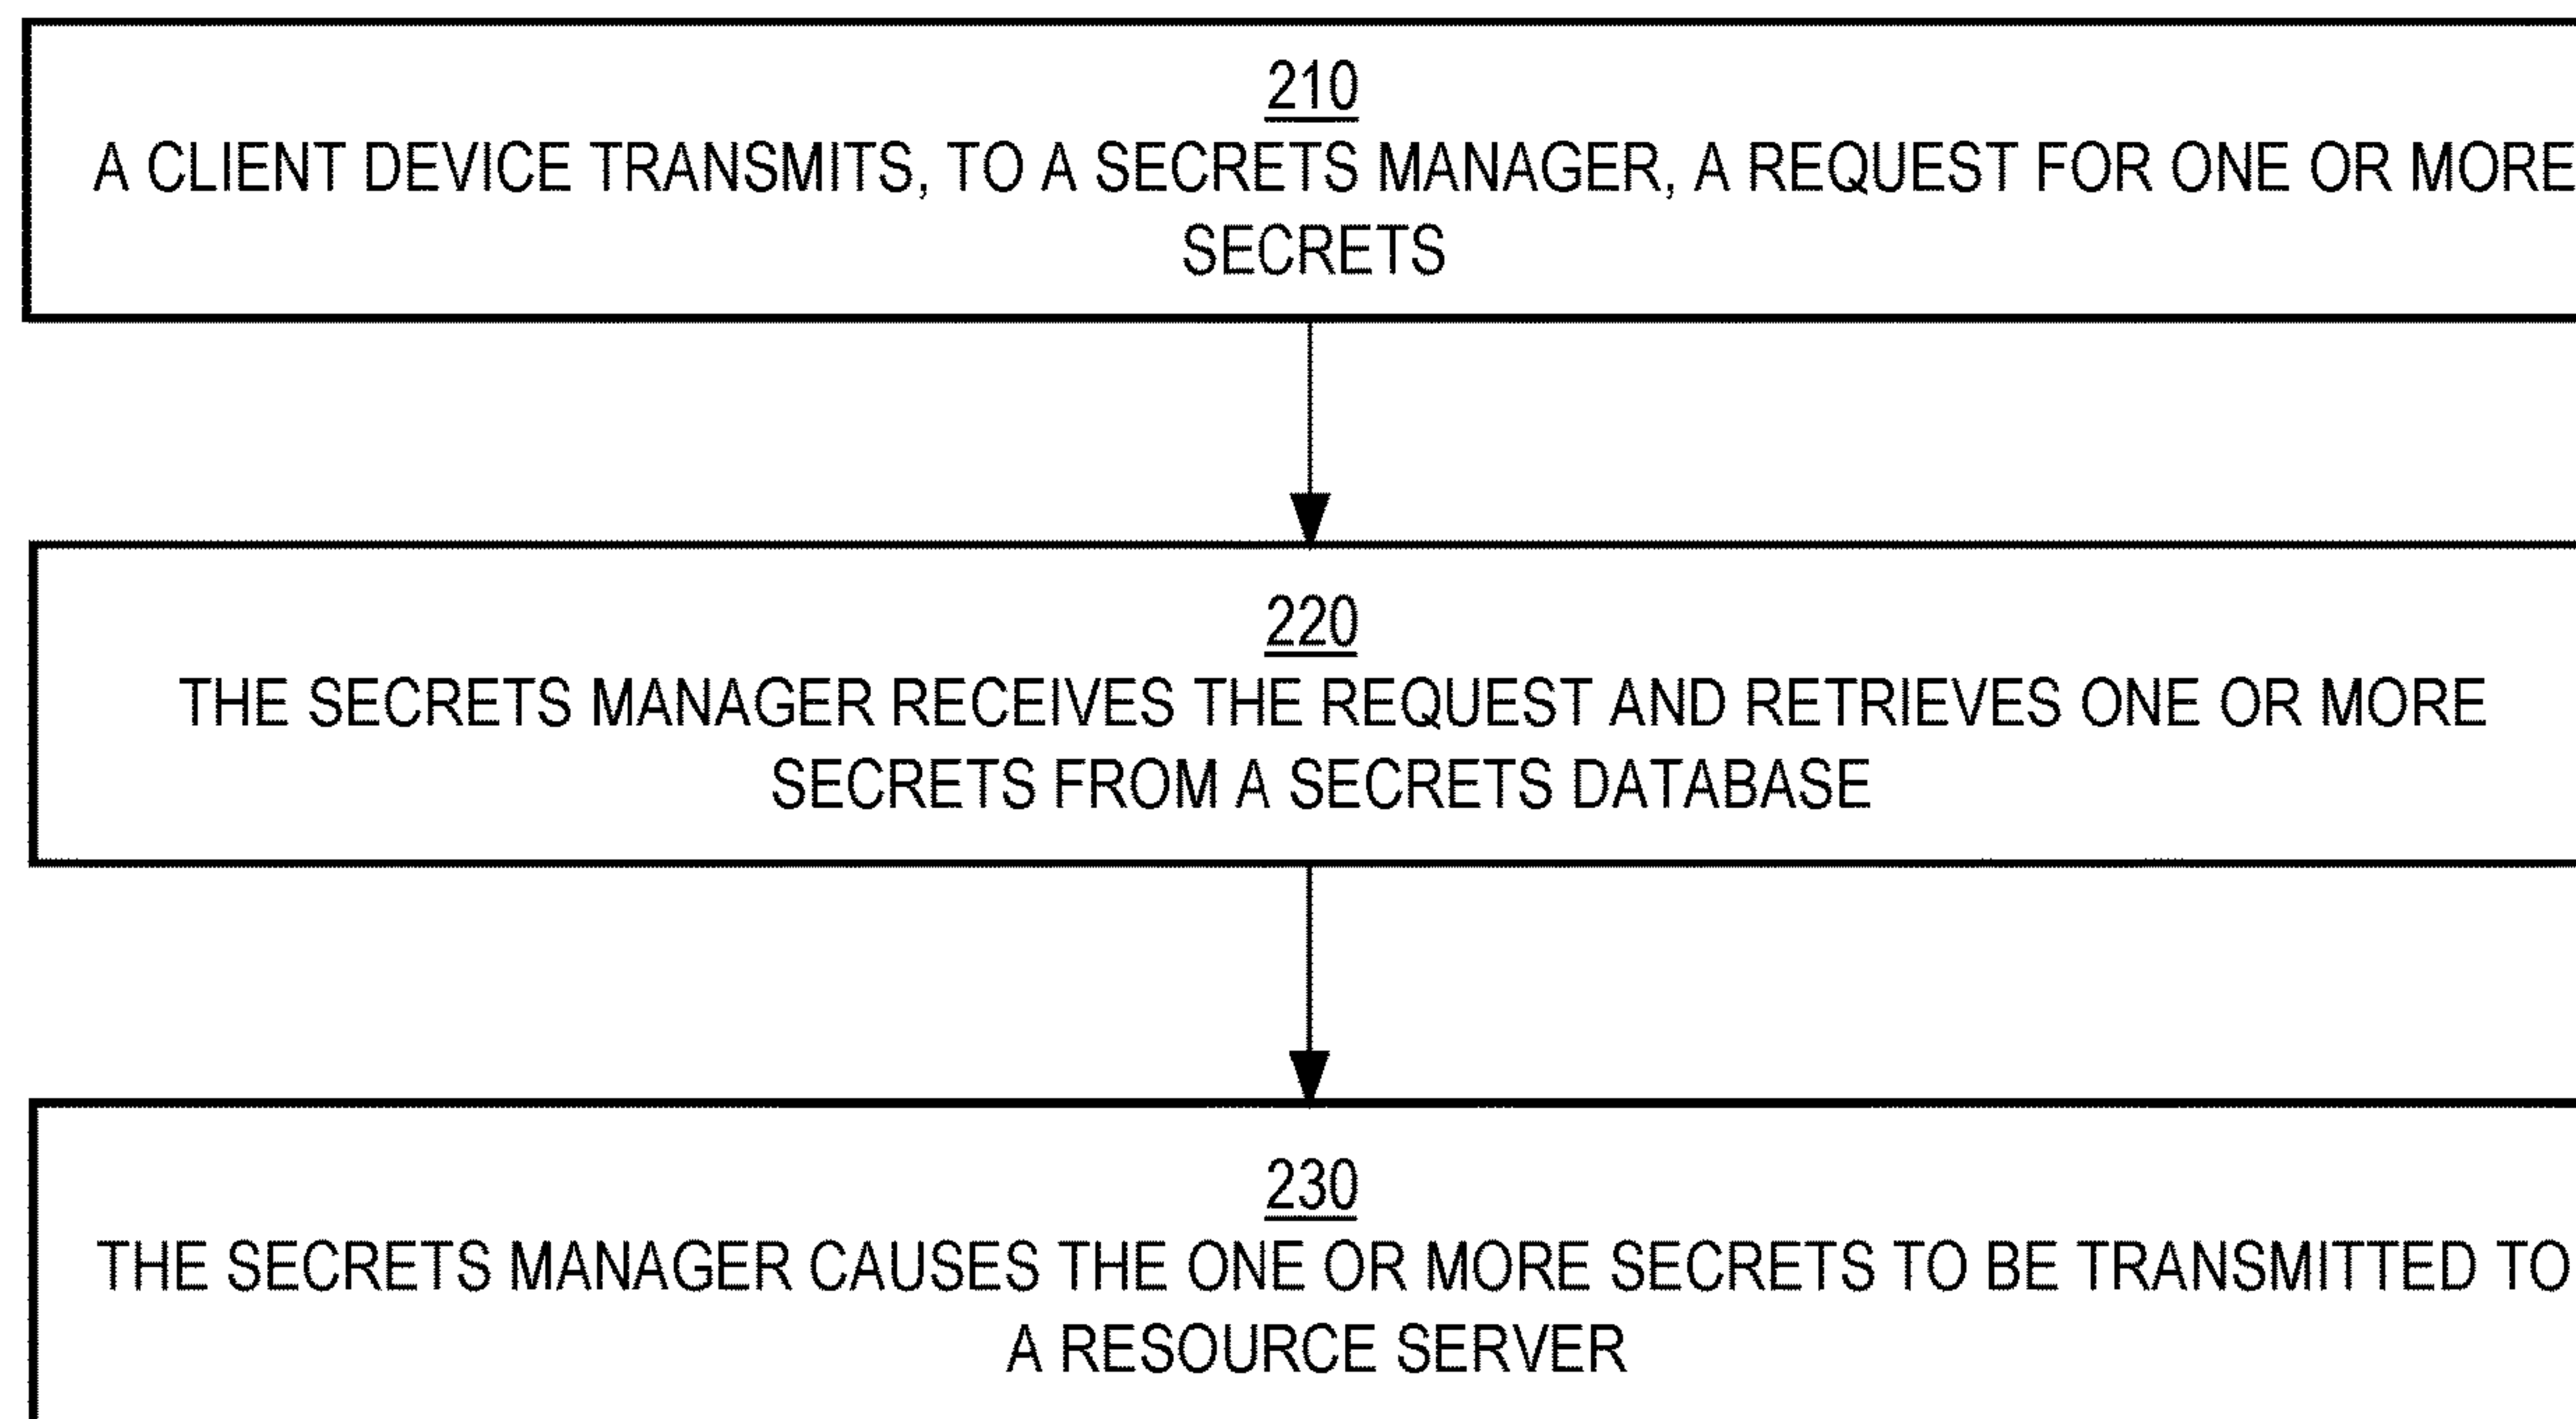 210
A CLIENT DEVICE TRANSMITS, TO A SECRETS MANAGER, A REQUEST FOR ONE OR MORE
SECRETS
220
THE SECRETS MANAGER RECEIVES THE REQUEST AND RETRIEVES ONE OR MORE
SECRETS FROM A SECRETS DATABASE
230
THE SECRETS MANAGER CAUSES THE ONE OR MORE SECRETS TO BE TRANSMITTED TO
A RESOURCE SERVER